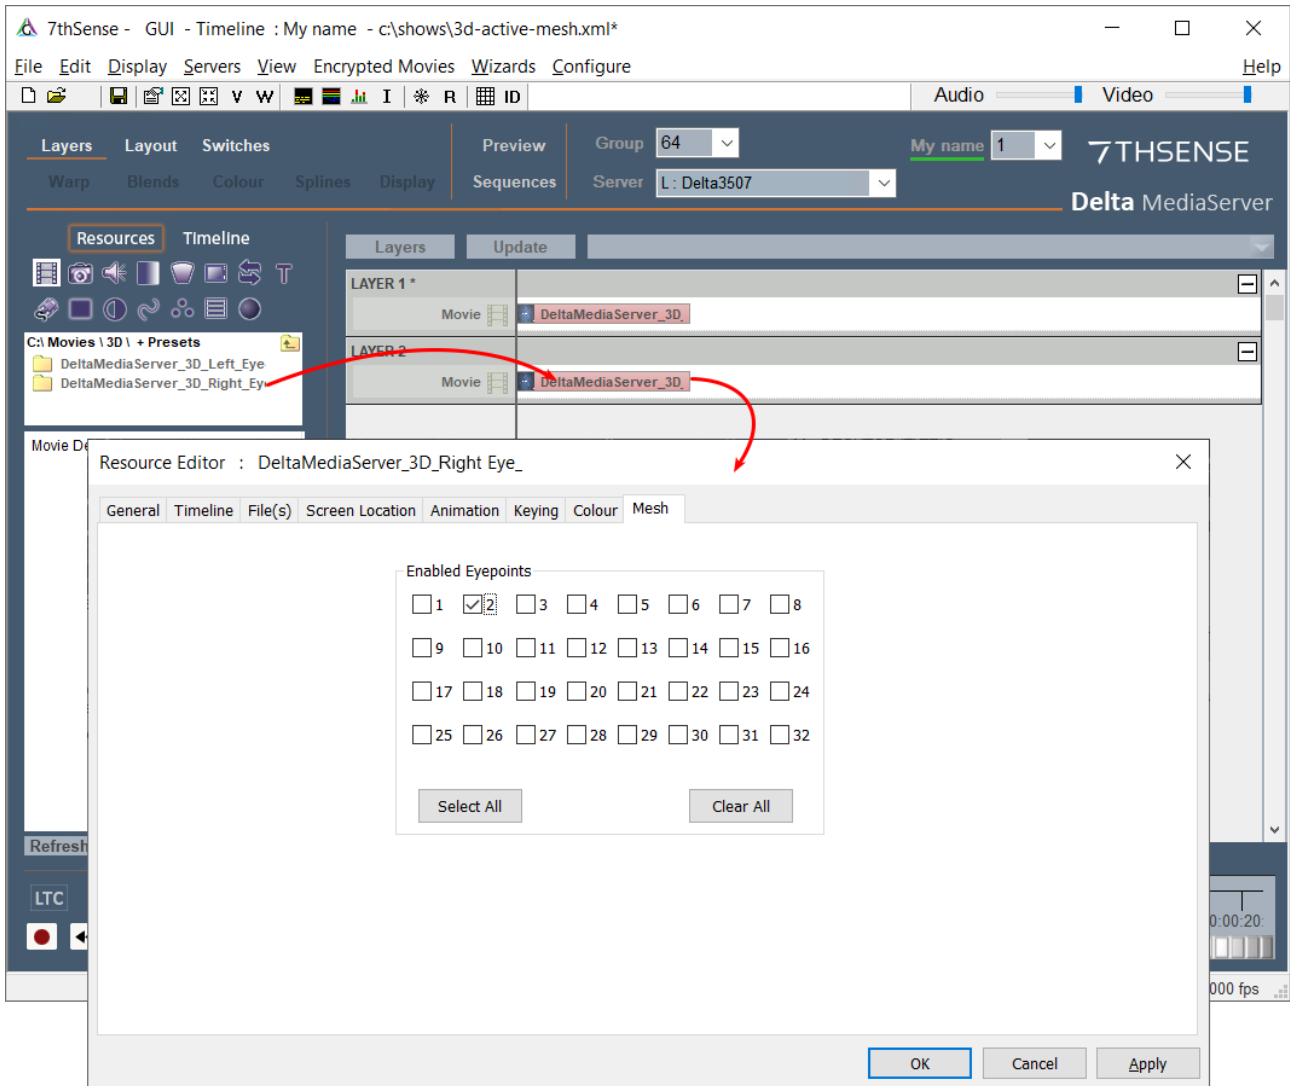 7thSense - GUI - Timeline : My name - c:\shows\3d-active-mesh.xml*
File Edit Display Servers View Encrypted Movies Wizards Configure Help
V W I R ID Audio Video
Layers Layout Switches Preview Group 64 My name 1 7THSENSE
Warp Blends Colour Splines Display Sequences Server L : Delta3507
Delta MediaServer
Resources Timeline
Layers Update
T
LAYER 1 *
Movie DeltaMediaServer_3D_
C:\ Movies \ 3D \ + Presets
LAYER 2
DeltaMediaServer_3D_Left_Eye
DeltaMediaServer_3D_Right_Ey
Movie DeltaMediaServer_3D_
Movie De
Resource Editor : DeltaMediaServer_3D_Right Eye_
General Timeline File(s) Screen Location Animation Keying Colour Mesh
Enabled Eyepoints
1 2 3 4 5 6 7 8
9 10 11 12 13 14 15 16
17 18 19 20 21 22 23 24
25 26 27 28 29 30 31 32
Select All Clear All
Refresh
LTC
0:00:20:
000 fps
OK Cancel Apply